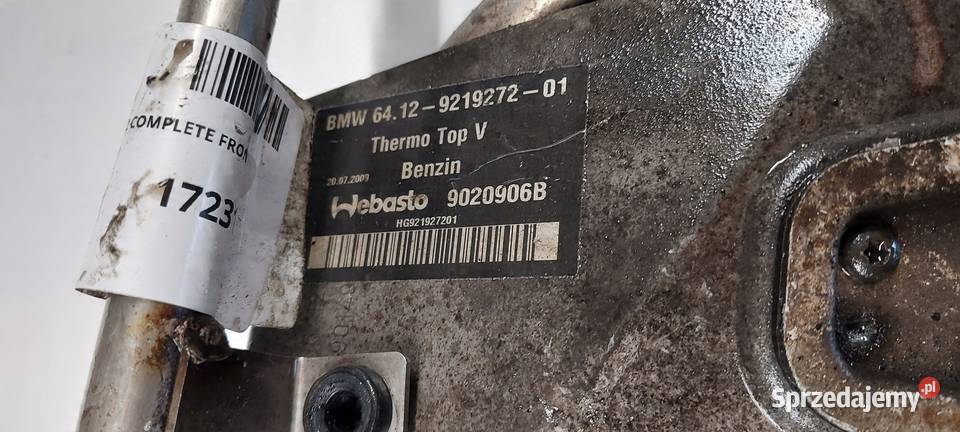 COMPLETE FRON
1723
BMW 64.12-9219272-01
Thermo Top V
Benzin
20.07.2009
Webasto 9020906B
HG921927201
Sprzedajemy.pl